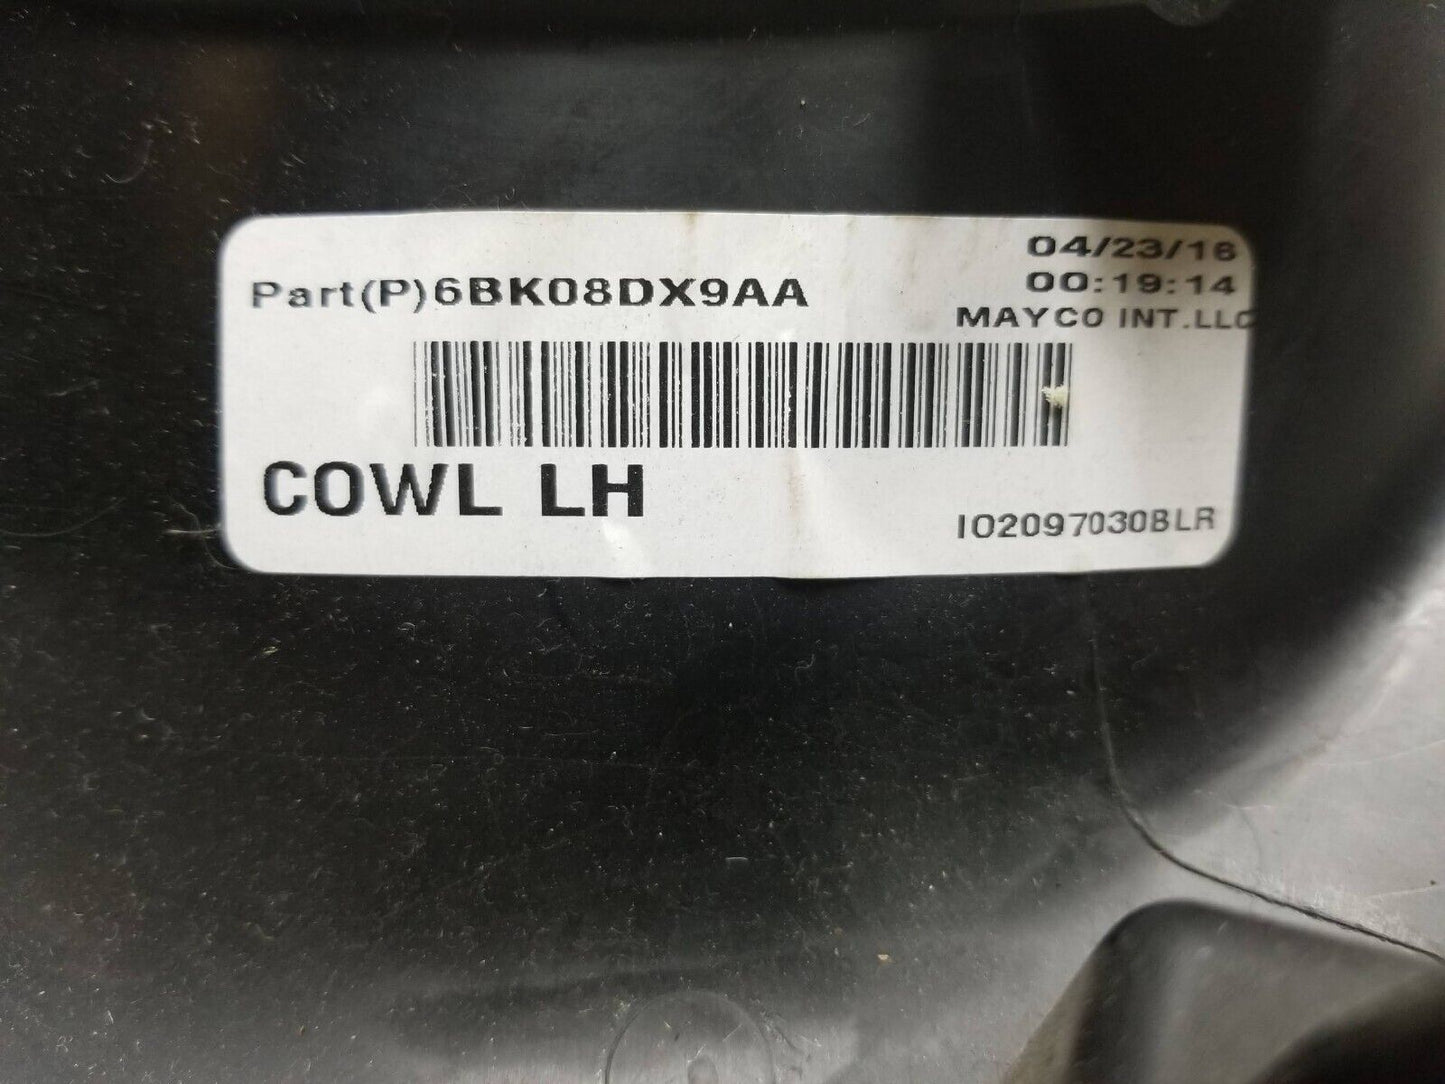 04/23/16
Part(P)6BK08DX9AA
00:19:14
MAYCO INT.LLC
COWL LH
IO2097030BLR